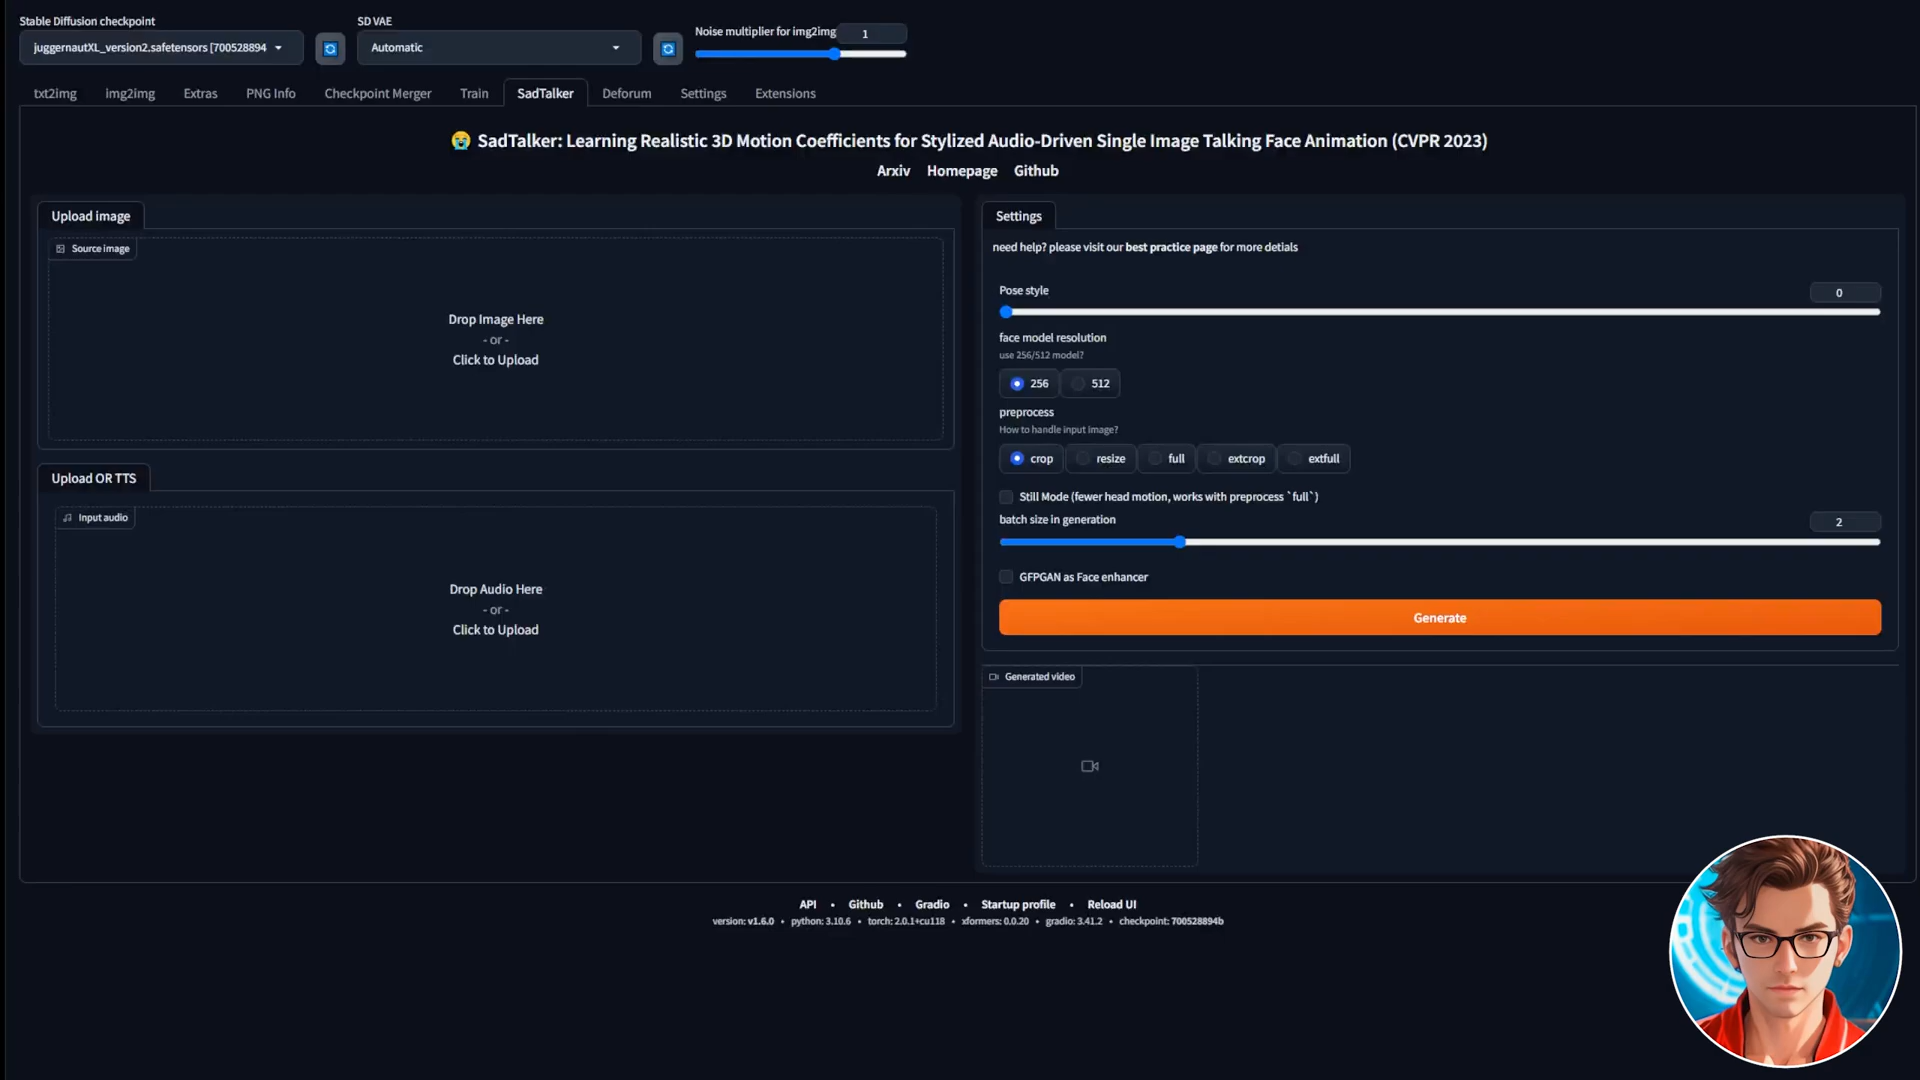 Stable Diffusion checkpoint
juggernautXL_version2.safetensors [700528894
SD VAE
Automatic
Noise multiplier for img2img
1
txt2img
img2img
Extras
PNG Info
Checkpoint Merger
Train
SadTalker
Deforum
Settings
Extensions
SadTalker: Learning Realistic 3D Motion Coefficients for Stylized Audio-Driven Single Image Talking Face Animation (CVPR 2023)
Arxiv Homepage Github
Upload image
Source image
Drop Image Here
- or -
Click to Upload
Upload OR TTS
Input audio
Drop Audio Here
- or -
Click to Upload
Settings
need help? please visit our best practice page for more detials
Pose style
0
face model resolution
use 256/512 model?
256
512
preprocess
How to handle input image?
crop
resize
full
extcrop
extfull
Still Mode (fewer head motion, works with preprocess `full`)
batch size in generation
2
GFPGAN as Face enhancer
Generate
Generated video
API • Github • Gradio • Startup profile • Reload UI
version: v1.6.0 • python: 3.10.6 • torch: 2.0.1+cu118 • xformers: 0.0.20 • gradio: 3.41.2 • checkpoint: 700528894b